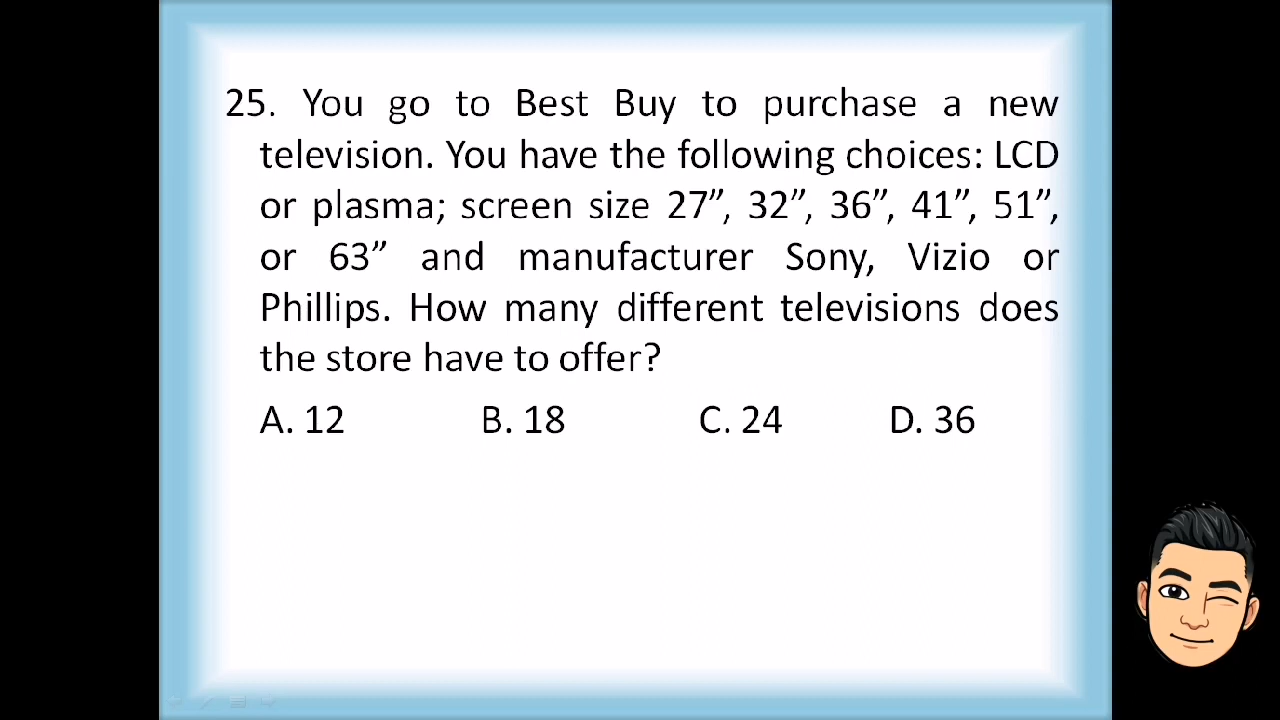 25. You go to Best Buy to purchase a new
television. You have the following choices: LCD
or plasma; screen size 27”, 32”, 36”, 41”, 51”,
or 63” and manufacturer Sony, Vizio or
Phillips. How many different televisions does
the store have to offer?
A. 12 B. 18 C. 24 D. 36